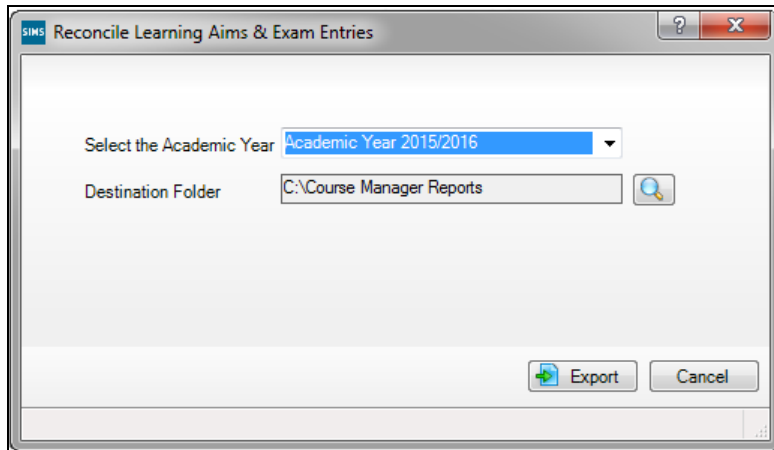 SIMS Reconcile Learning Aims & Exam Entries ?
Select the Academic Year Academic Year 2015/2016
Destination Folder C:\Course Manager Reports
Export Cancel